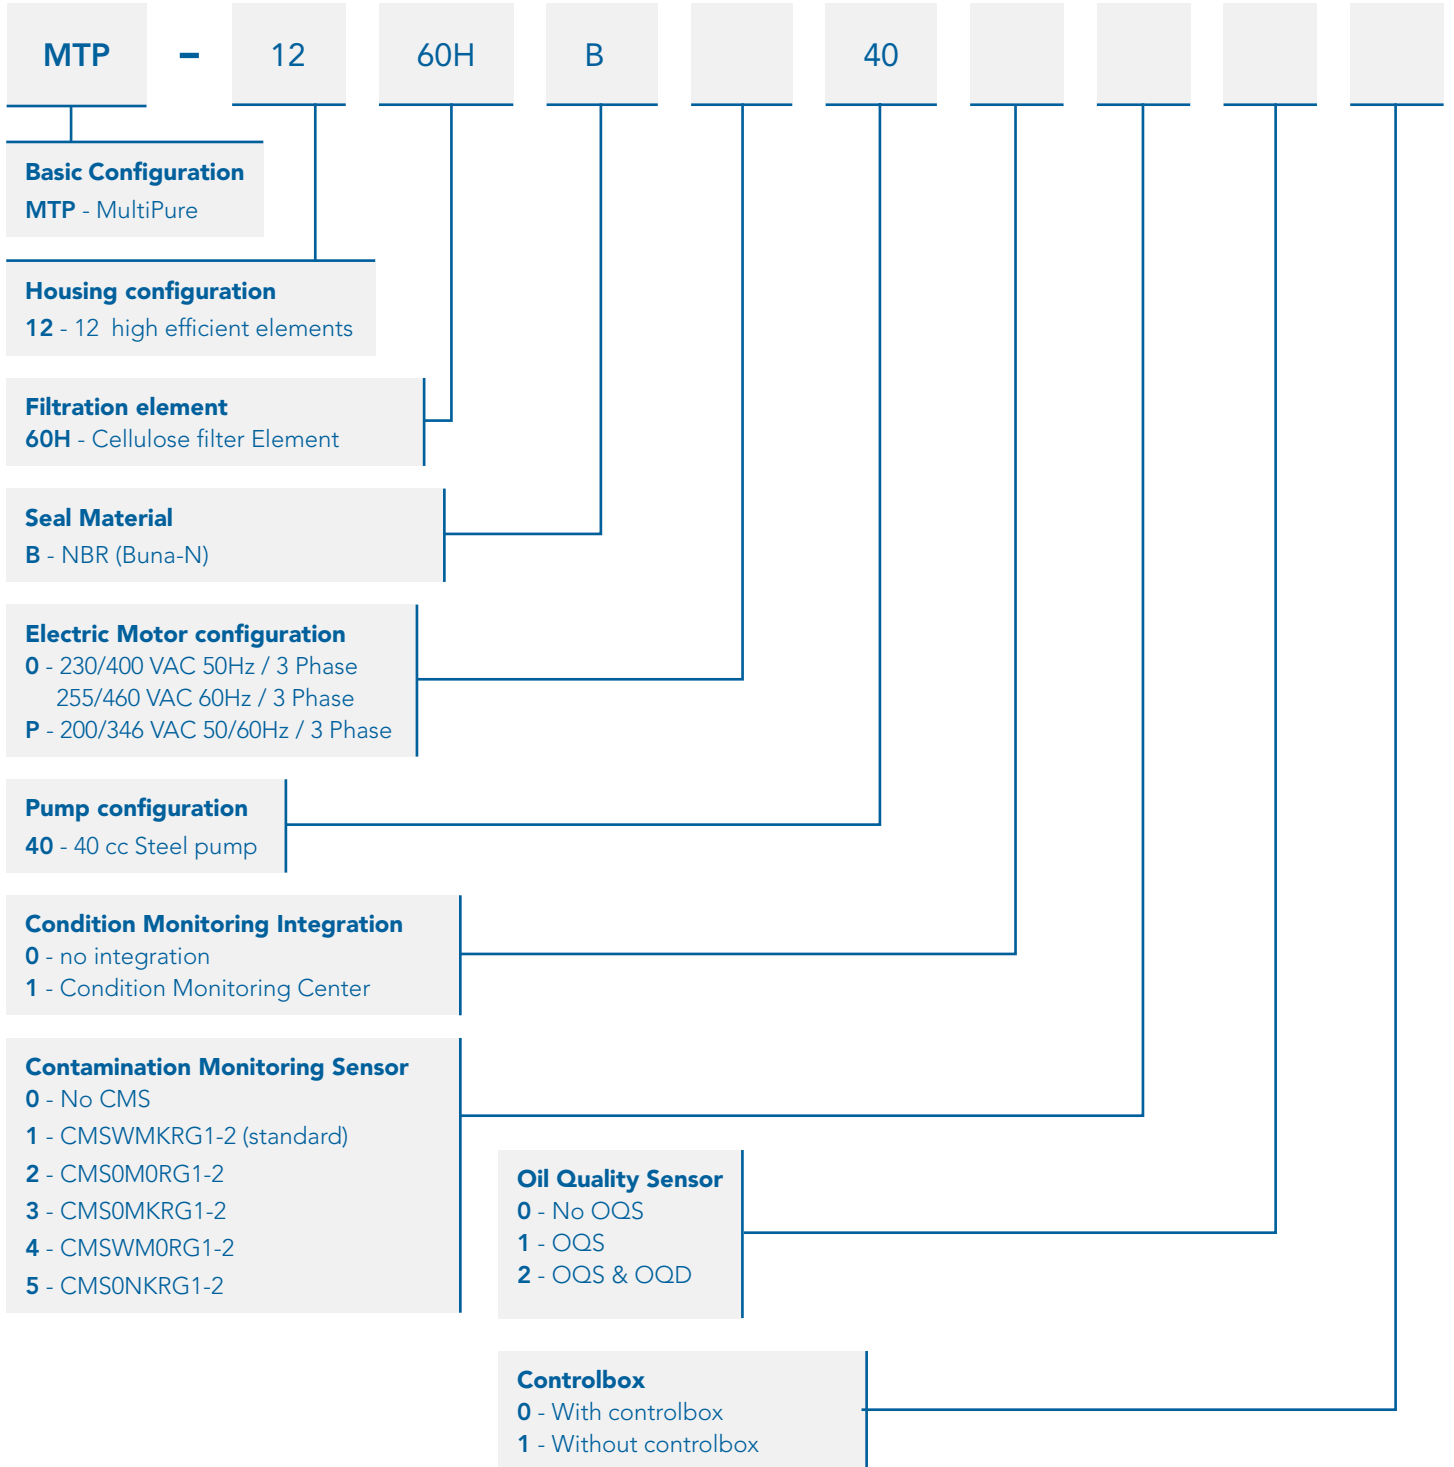 MTP - 12 60H B 40
Basic Configuration
MTP - MultiPure
Housing configuration
12 - 12 high efficient elements
Filtration element
60H - Cellulose filter Element
Seal Material
B - NBR (Buna-N)
Electric Motor configuration
0 - 230/400 VAC 50Hz / 3 Phase
255/460 VAC 60Hz / 3 Phase
P - 200/346 VAC 50/60Hz / 3 Phase
Pump configuration
40 - 40 cc Steel pump
Condition Monitoring Integration
0 - no integration
1 - Condition Monitoring Center
Contamination Monitoring Sensor
0 - No CMS
1 - CMSWMKRG1-2 (standard)
2 - CMS0M0RG1-2
3 - CMS0MKRG1-2
4 - CMSWM0RG1-2
5 - CMS0NKRG1-2
Oil Quality Sensor
0 - No OQS
1 - OQS
2 - OQS & OQD
Controlbox
0 - With controlbox
1 - Without controlbox